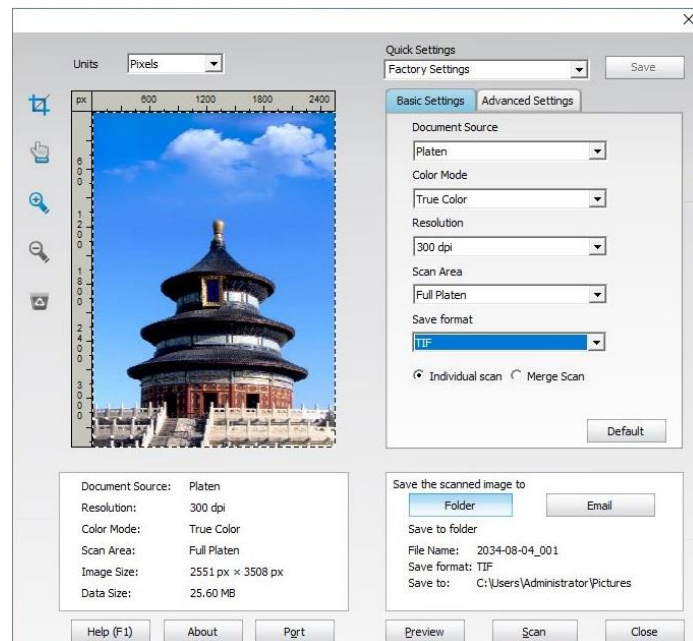 Units Pixels
px 600 1200 1800 2400
600
1200
1800
2400
3000
Quick Settings
Factory Settings Save
Basic Settings Advanced Settings
Document Source
Platen
Color Mode
True Color
Resolution
300 dpi
Scan Area
Full Platen
Save format
TIF
Individual scan Merge Scan
Default
Document Source: Platen
Resolution: 300 dpi
Color Mode: True Color
Scan Area: Full Platen
Image Size: 2551 px × 3508 px
Data Size: 25.60 MB
Save the scanned image to
Folder Email
Save to folder
File Name: 2034-08-04_001
Save format: TIF
Save to: C:\Users\Administrator\Pictures
Help (F1) About Port Preview Scan Close